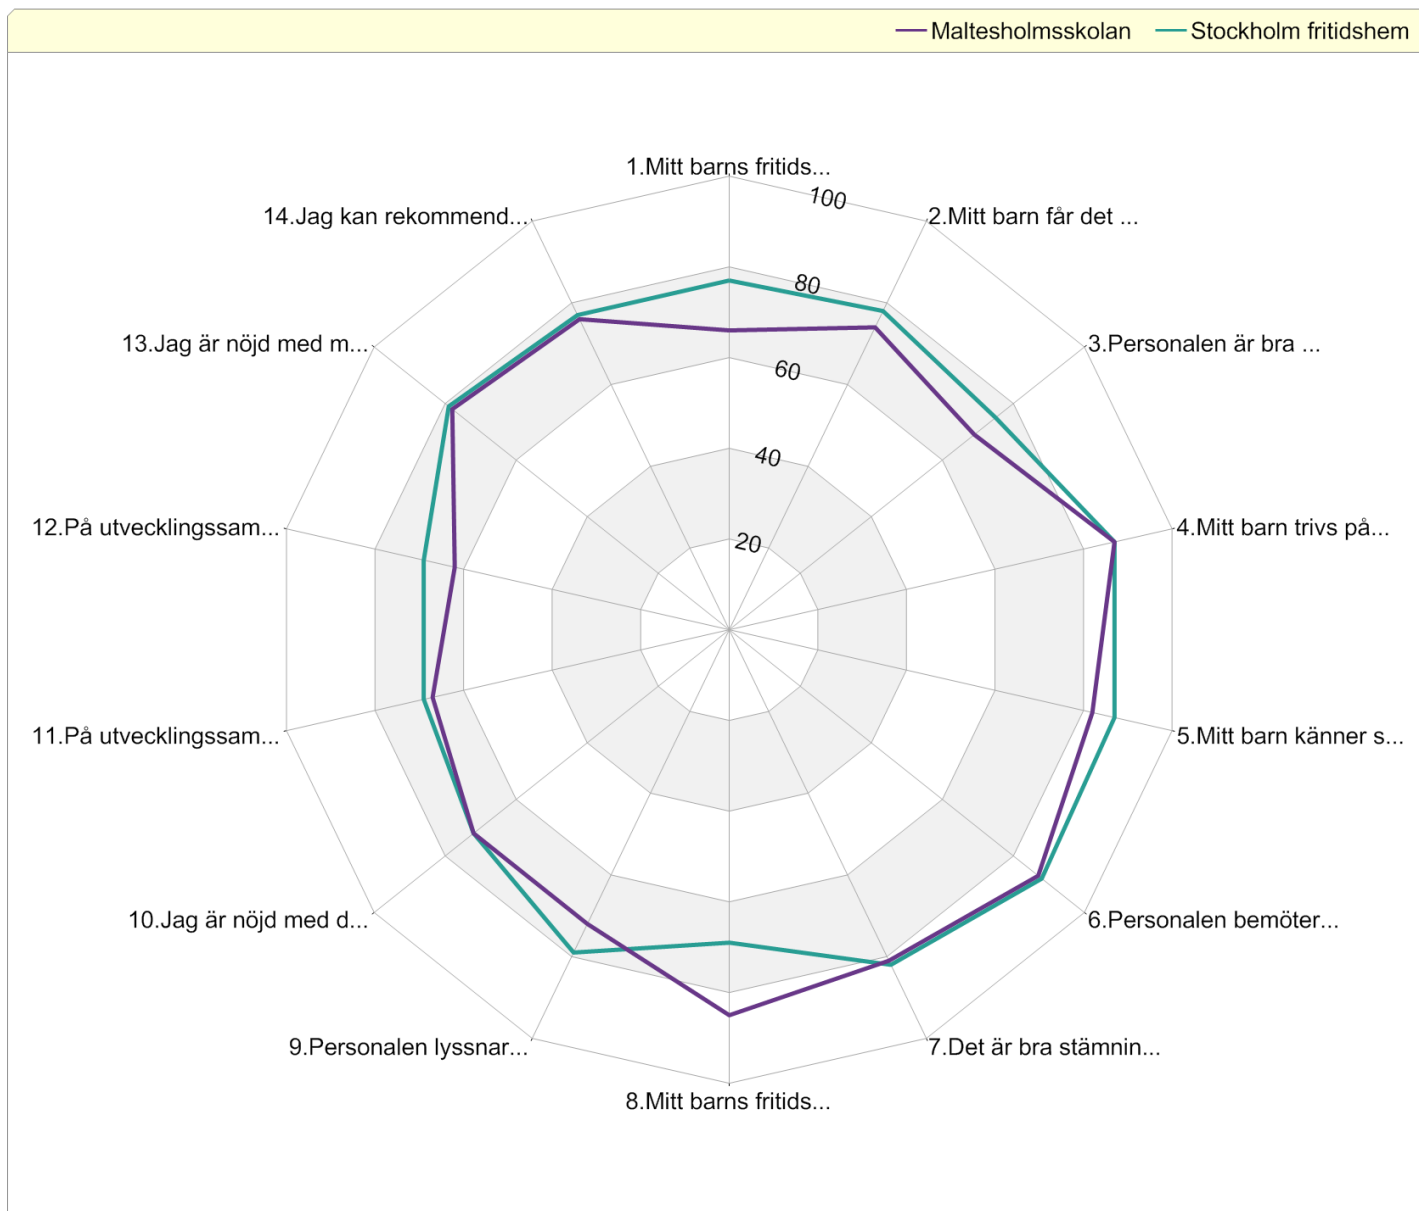 Maltesholmsskolan
Stockholm fritidshem
1.Mitt barns fritids...
100
14.Jag kan rekommend...
2.Mitt barn får det ...
80
13.Jag är nöjd med m...
3.Personalen är bra ...
60
40
12.På utvecklingssam...
4.Mitt barn trivs på...
20
11.På utvecklingssam...
5.Mitt barn känner s...
10.Jag är nöjd med d...
6.Personalen bemöter...
9.Personalen lyssnar...
7.Det är bra stämnin...
8.Mitt barns fritids...